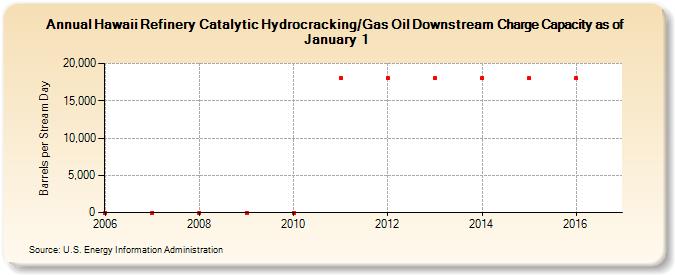 Annual Hawaii Refinery Catalytic Hydrocracking/Gas Oil Downstream Charge Capacity as of
January 1
Barrels per Stream Day
20,000
15,000
10,000
5,000
0
2006 2008 2010 2012 2014 2016
Source: U.S. Energy Information Administration